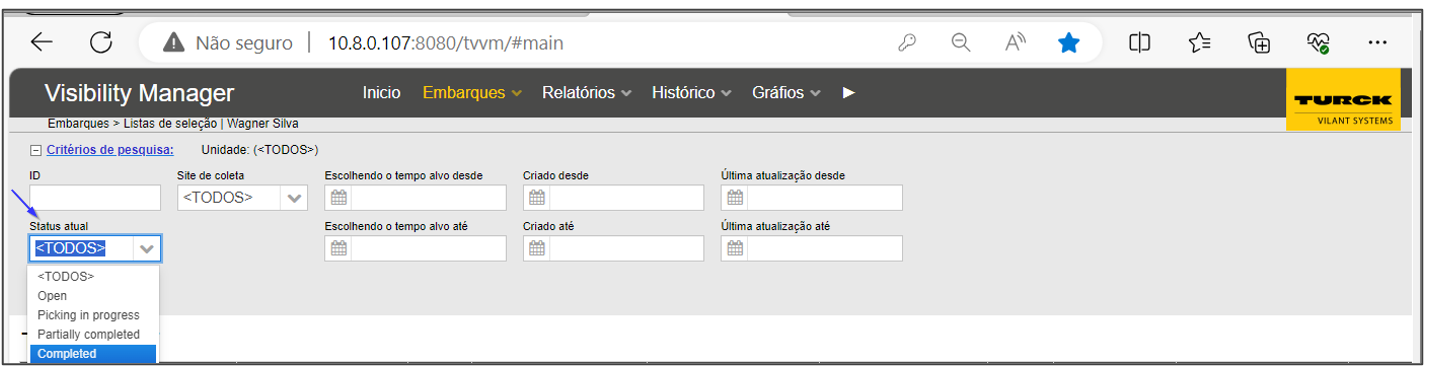 Não seguro | 10.8.0.107:8080/tvvm/#main
Visibility Manager Inicio Embarques Relatórios Histórico Gráfios
TURCK
VILANT SYSTEMS
Embarques > Listas de seleção | Wagner Silva
Critérios de pesquisa: Unidade: (<TODOS>)
ID Site de coleta Escolhendo o tempo alvo desde Criado desde Última atualização desde
<TODOS>
Status atual Escolhendo o tempo alvo até Criado até Última atualização até
<TODOS>
<TODOS>
Open
Picking in progress
Partially completed
Completed